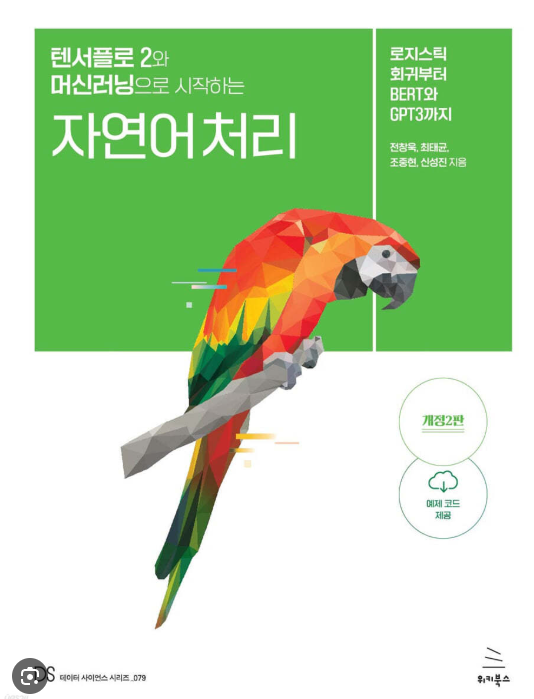 텐서플로 2와
머신러닝으로 시작하는
자연어 처리
로지스틱
회귀부터
BERT와
GPT3까지
전창욱, 최태균,
조중현, 신성진 지음
개정2판
예제 코드
제공
DS 데이터 사이언스 시리즈_079
위키북스